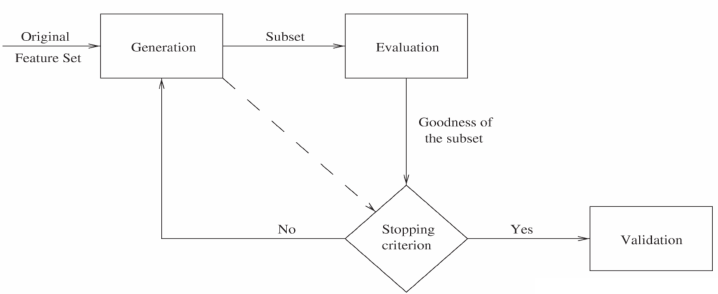 Original
Feature Set
Generation
Subset
Evaluation
Goodness of
the subset
No
Stopping
criterion
Yes
Validation